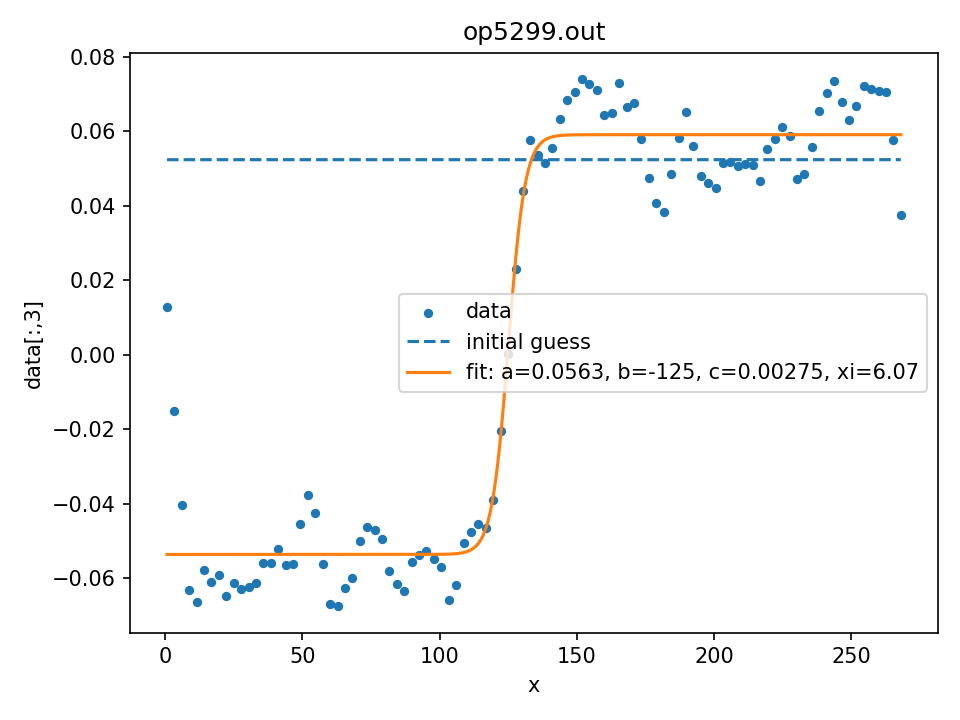 op5299.out
0.08
0.06
0.04
0.02
0.00
−0.02
−0.04
−0.06
data[:,3]
data
initial guess
fit: a=0.0563, b=-125, c=0.00275, xi=6.07
0 50 100 150 200 250
x